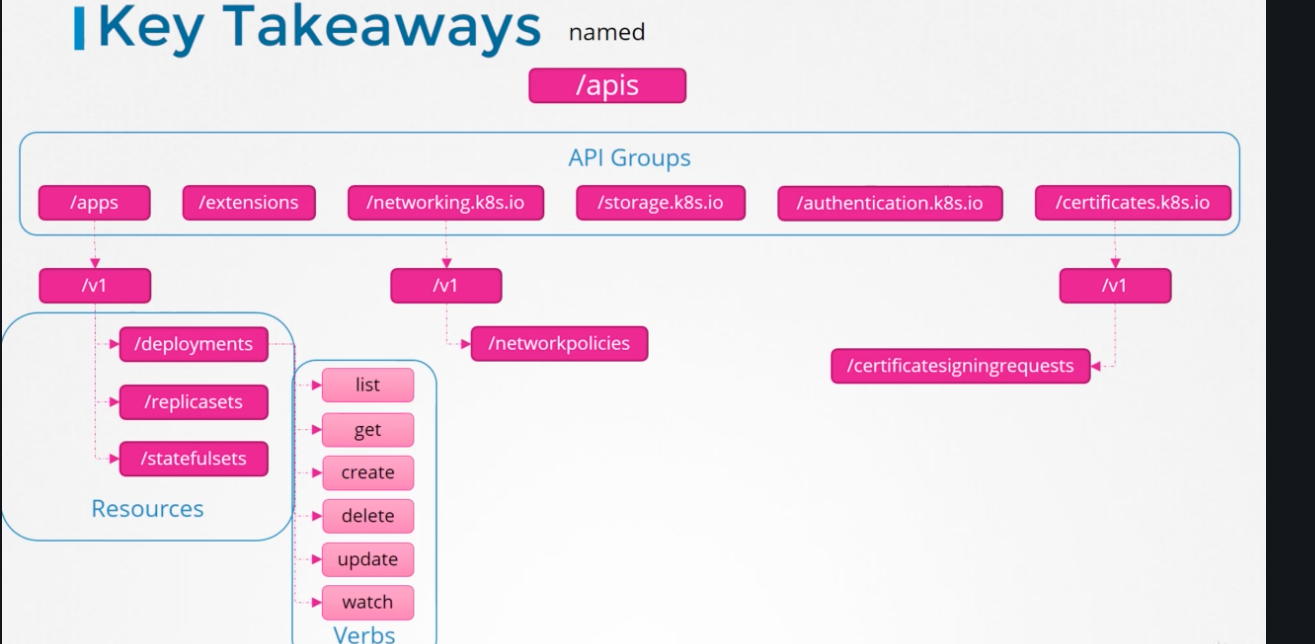 Key Takeaways
named
/apis
API Groups
/apps
/extensions
/networking.k8s.io
/storage.k8s.io
/authentication.k8s.io
/certificates.k8s.io
/v1
/v1
/v1
/deployments
/networkpolicies
/certificatesigningrequests
/replicasets
/statefulsets
Resources
list
get
create
delete
update
watch
Verbs